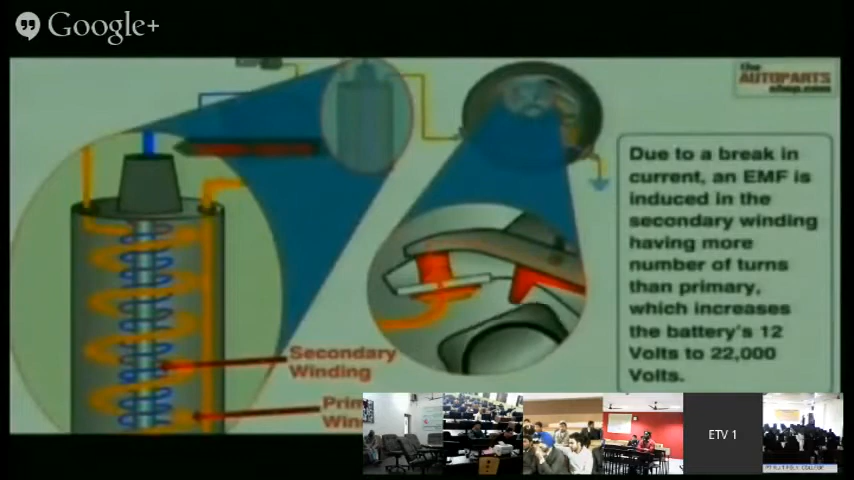 Google+
the
AUTOPARTS
shop.com
Due to a break in
current, an EMF is
induced in the
secondary winding
having more
number of turns
than primary,
which increases
the battery's 12
Volts to 22,000
Volts.
Secondary
Winding
Prim
Win
ETV 1